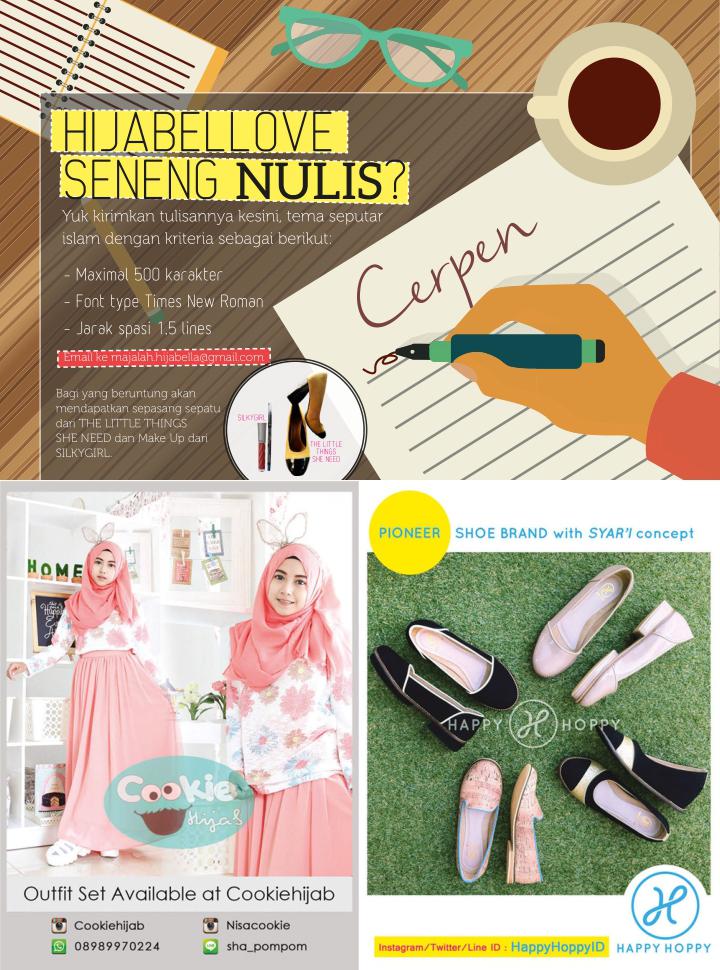 HIJABELLOVE
SENENG NULIS?
Yuk kirimkan tulisannya kesini, tema seputar
islam dengan kriteria sebagai berikut:
- Maximal 500 karakter
- Font type Times New Roman
- Jarak spasi 1,5 lines
Email ke majalah.hijabella@gmail.com
Bagi yang beruntung akan
mendapatkan sepasang sepatu
dari THE LITTLE THINGS
SHE NEED dan Make Up dari
SILKYGIRL.
SILKYGIRL
THE LITTLE
THINGS
SHE NEED
Cerpen
HOME
Cookie
Hijab
Outfit Set Available at Cookiehijab
Cookiehijab
Nisacookie
08989970224
sha_pompom
PIONEER SHOE BRAND with SYAR'I concept
HAPPY H HOPPY
Instagram/Twitter/Line ID : HappyHoppyID
HAPPY HOPPY